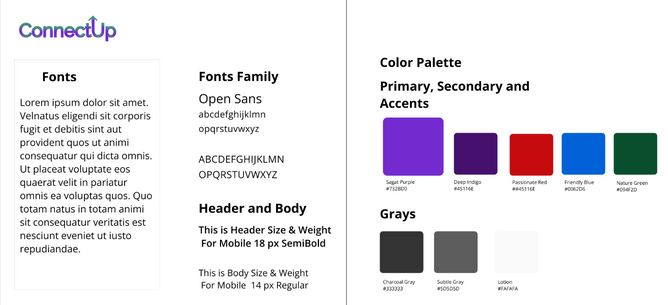 ConnectUp
Fonts
Lorem ipsum dolor sit amet.
Velnatus eligendi sit corporis
fugit et debitis sint aut
provident quos ut animi
consequatur qui dicta omnis.
Ut placeat voluptate eos
quaerat velit in pariatur
omnis ea voluptas quos. Quo
totam natus in totam animi
sit consequatur veritatis est
nesciunt eveniet ut iusto
repudiandae.
Fonts Family
Open Sans
abcdefghijklmn
opqrstuvwxyz
ABCDEFGHIJKLMN
OPQRSTUVWXYZ
Header and Body
This is Header Size & Weight
For Mobile 18 px SemiBold
This is Body Size & Weight
For Mobile 14 px Regular
Color Palette
Primary, Secondary and
Accents
Sagat Purple
#732BD0
Deep Indigo
#45116E
Passionate Red
##45116E
Friendly Blue
#0062D6
Nature Green
#094F2D
Grays
Charcoal Gray
#333333
Subtle Gray
#5D5D5D
Lotion
#FAFAFA